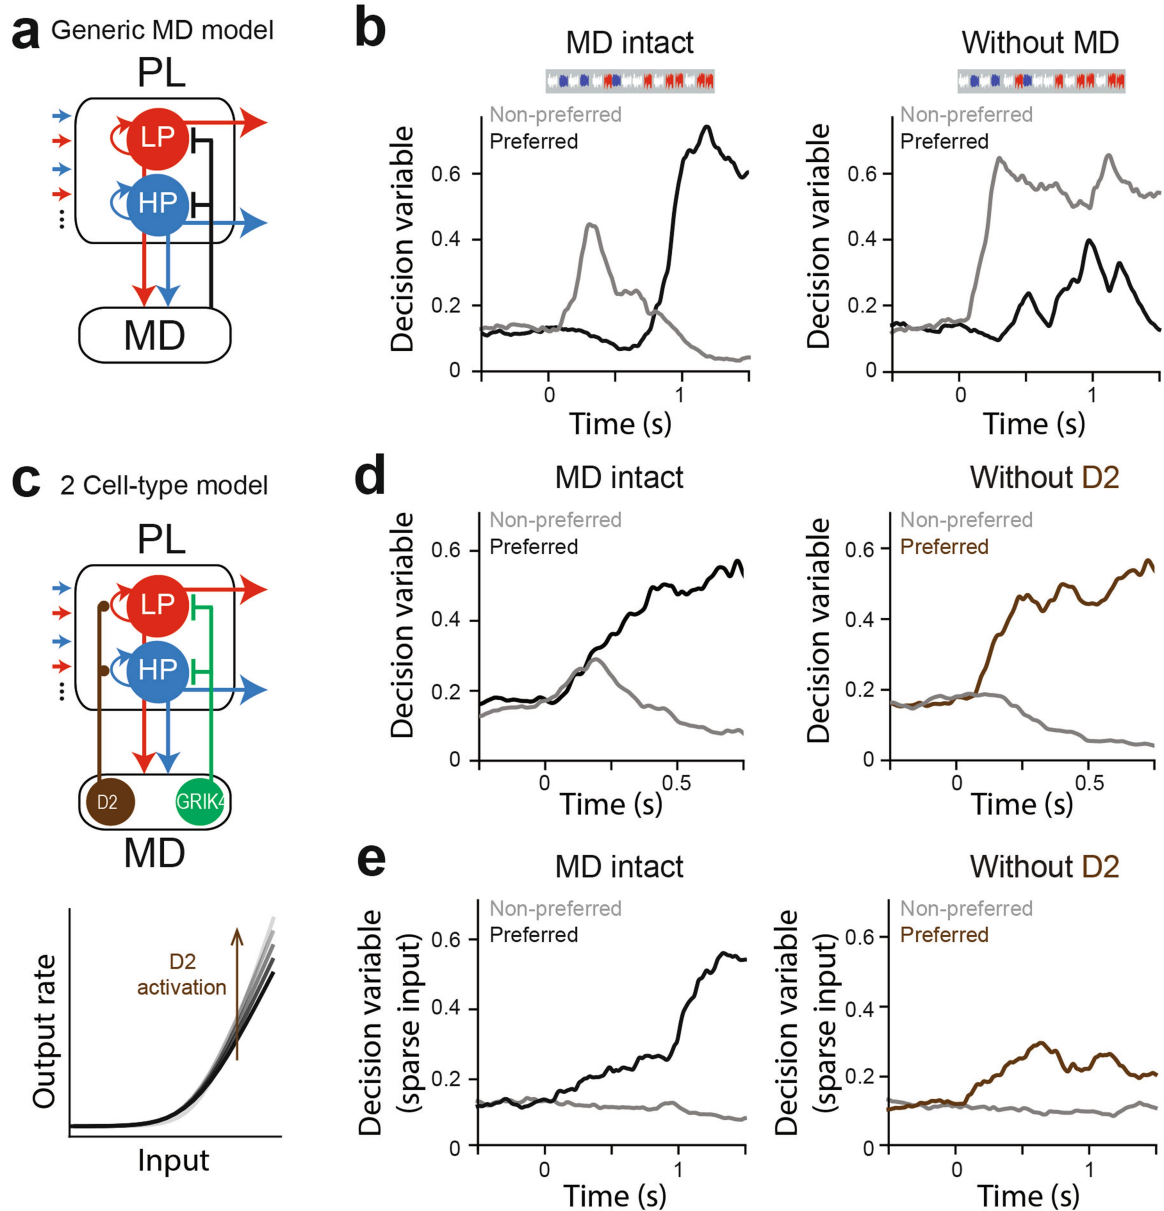 a Generic MD model
PL
LP
HP
...
MD
b
MD intact
Non-preferred
Preferred
Decision variable
0.6
0.4
0.2
0
0
1
Time (s)
Without MD
Non-preferred
Preferred
Decision variable
0.6
0.4
0.2
0
0
1
Time (s)
c 2 Cell-type model
PL
LP
HP
...
D2
GRIK4
MD
D2
activation
Output rate
Input
d
MD intact
Non-preferred
Preferred
Decision variable
0.6
0.4
0.2
0
0
0.5
Time (s)
Without D2
Non-preferred
Preferred
Decision variable
0.6
0.4
0.2
0
0
0.5
Time (s)
e
MD intact
Non-preferred
Preferred
Decision variable
(sparse input)
0.6
0.4
0.2
0
0
1
Time (s)
Without D2
Non-preferred
Preferred
Decision variable
(sparse input)
0.6
0.4
0.2
0
0
1
Time (s)